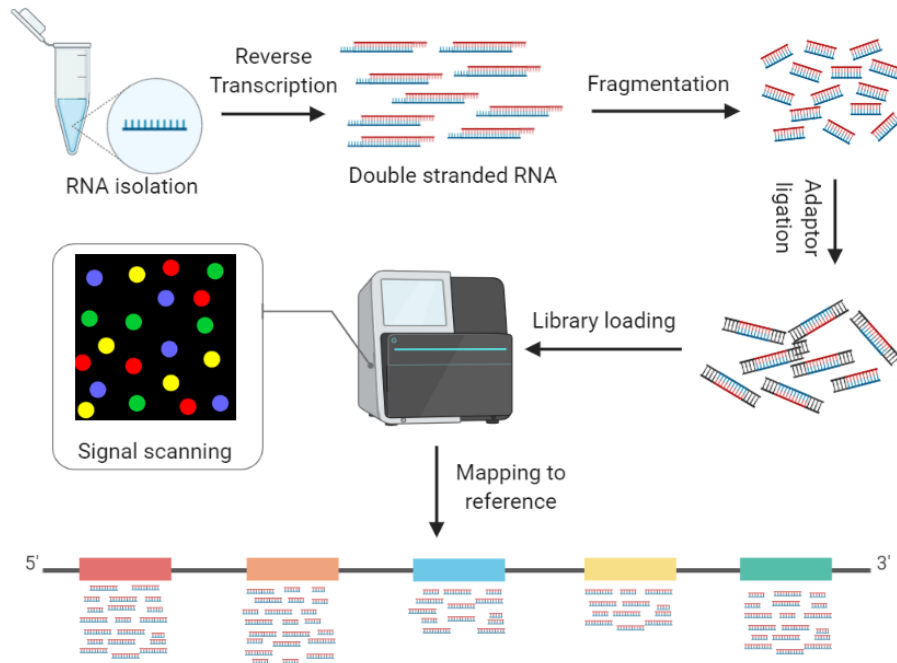 Reverse
Transcription
Fragmentation
RNA isolation
Double stranded RNA
Adaptor
ligation
Library loading
Signal scanning
Mapping to
reference
5'
3'